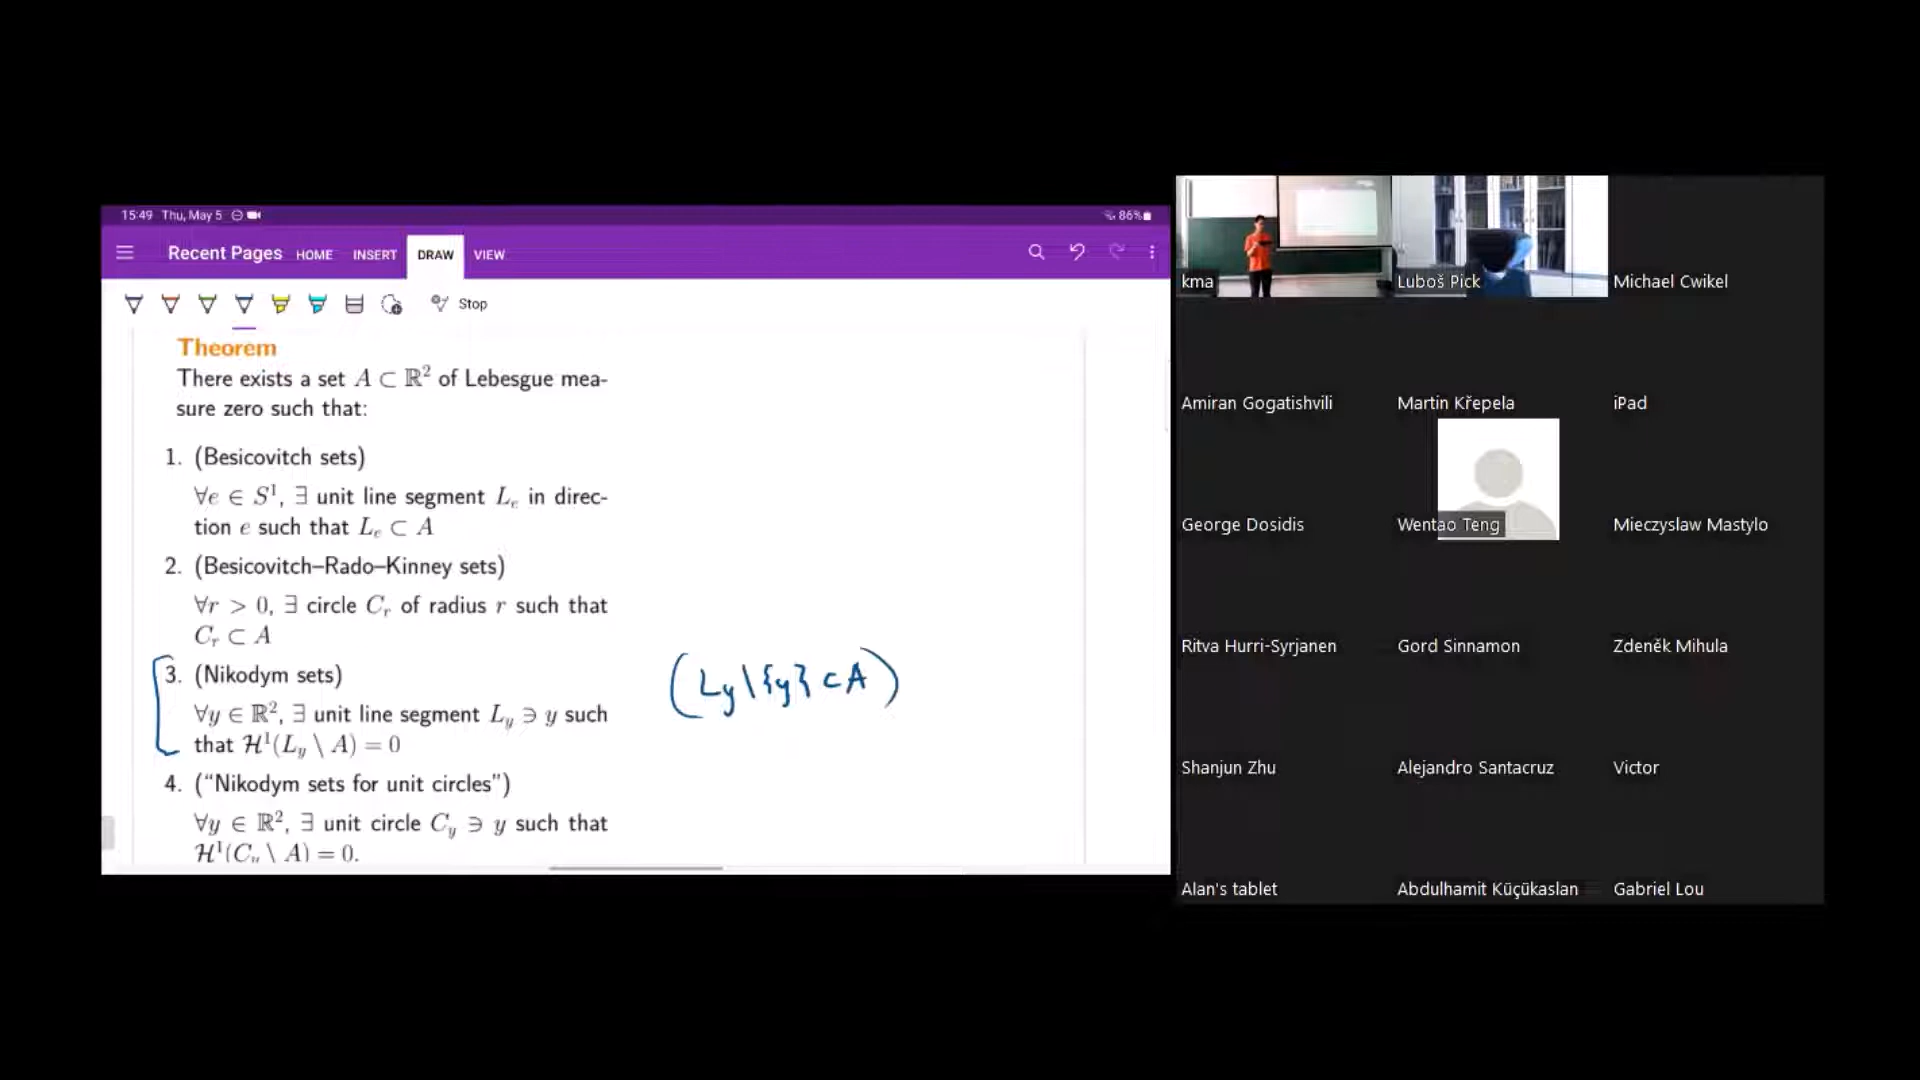 15:49 Thu, May 5
86%
Recent Pages HOME INSERT DRAW VIEW
Stop
Theorem
There exists a set A ⊂ ℝ² of Lebesgue mea-
sure zero such that:
1. (Besicovitch sets)
∀e ∈ S¹, ∃ unit line segment Lₑ in direc-
tion e such that Lₑ ⊂ A
2. (Besicovitch–Rado–Kinney sets)
∀r > 0, ∃ circle Cᵣ of radius r such that
Cᵣ ⊂ A
3. (Nikodym sets)
(L_y \ {y} ⊂ A)
∀y ∈ ℝ², ∃ unit line segment L_y ∋ y such
that ℋ¹(L_y \ A) = 0
4. (“Nikodym sets for unit circles”)
∀y ∈ ℝ², ∃ unit circle C_y ∋ y such that
ℋ¹(C_y \ A) = 0.
kma
Luboš Pick
Michael Cwikel
Amiran Gogatishvili
Martin Křepela
iPad
George Dosidis
Wentao Teng
Mieczyslaw Mastylo
Ritva Hurri-Syrjanen
Gord Sinnamon
Zdeněk Mihula
Shanjun Zhu
Alejandro Santacruz
Victor
Alan's tablet
Abdulhamit Küçükaslan
Gabriel Lou